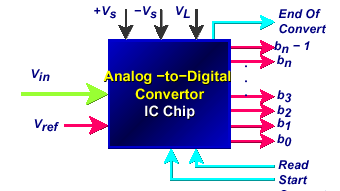 +Vs −Vs VL
End Of
Convert
bn − 1
bn
Analog −to−Digital
Convertor
IC Chip
Vin
Vref
b3
b2
b1
b0
Read
Start